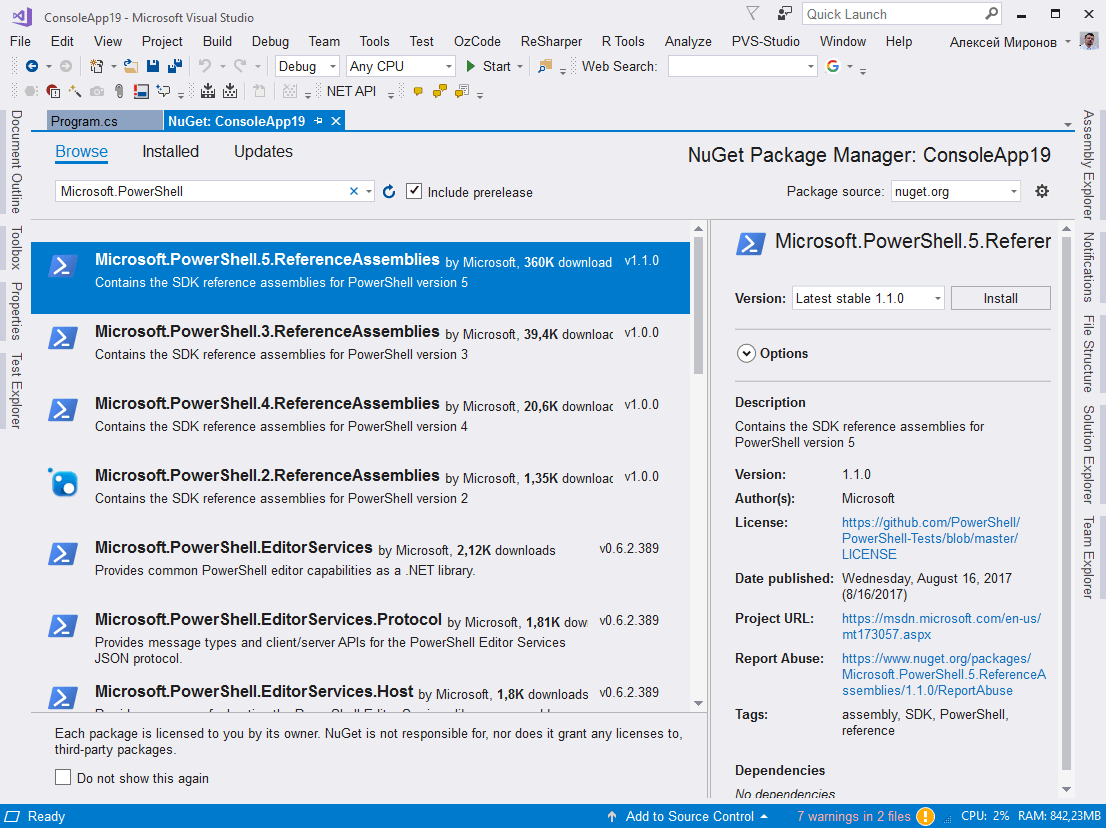 ConsoleApp19 - Microsoft Visual Studio
Quick Launch
File Edit View Project Build Debug Team Tools Test OzCode ReSharper R Tools Analyze PVS-Studio Window Help Алексей Миронов
Debug Any CPU Start Web Search:
NET API
Program.cs NuGet: ConsoleApp19
Document Outline
Toolbox
Properties
Test Explorer
Browse Installed Updates
NuGet Package Manager: ConsoleApp19
Microsoft.PowerShell Include prerelease
Package source: nuget.org
Microsoft.PowerShell.5.ReferenceAssemblies by Microsoft, 360K download v1.1.0
Contains the SDK reference assemblies for PowerShell version 5
Microsoft.PowerShell.3.ReferenceAssemblies by Microsoft, 39,4K downloac v1.0.0
Contains the SDK reference assemblies for PowerShell version 3
Microsoft.PowerShell.4.ReferenceAssemblies by Microsoft, 20,6K downloac v1.0.0
Contains the SDK reference assemblies for PowerShell version 4
Microsoft.PowerShell.2.ReferenceAssemblies by Microsoft, 1,35K downloac v1.0.0
Contains the SDK reference assemblies for PowerShell version 2
Microsoft.PowerShell.EditorServices by Microsoft, 2,12K downloads v0.6.2.389
Provides common PowerShell editor capabilities as a .NET library.
Microsoft.PowerShell.EditorServices.Protocol by Microsoft, 1,81K dow v0.6.2.389
Provides message types and client/server APIs for the PowerShell Editor Services
JSON protocol.
Microsoft.PowerShell.EditorServices.Host by Microsoft, 1,8K downloads v0.6.2.389
Each package is licensed to you by its owner. NuGet is not responsible for, nor does it grant any licenses to,
third-party packages.
Do not show this again
Microsoft.PowerShell.5.Referer
Version: Latest stable 1.1.0 Install
Options
Description
Contains the SDK reference assemblies for
PowerShell version 5
Version: 1.1.0
Author(s): Microsoft
License: https://github.com/PowerShell/
PowerShell-Tests/blob/master/
LICENSE
Date published: Wednesday, August 16, 2017
(8/16/2017)
Project URL: https://msdn.microsoft.com/en-us/
mt173057.aspx
Report Abuse: https://www.nuget.org/packages/
Microsoft.PowerShell.5.ReferenceA
ssemblies/1.1.0/ReportAbuse
Tags: assembly, SDK, PowerShell,
reference
Dependencies
No dependencies
Assembly Explorer
Notifications
File Structure
Solution Explorer
Team Explorer
Ready Add to Source Control 7 warnings in 2 files CPU: 2% RAM: 842,23MB